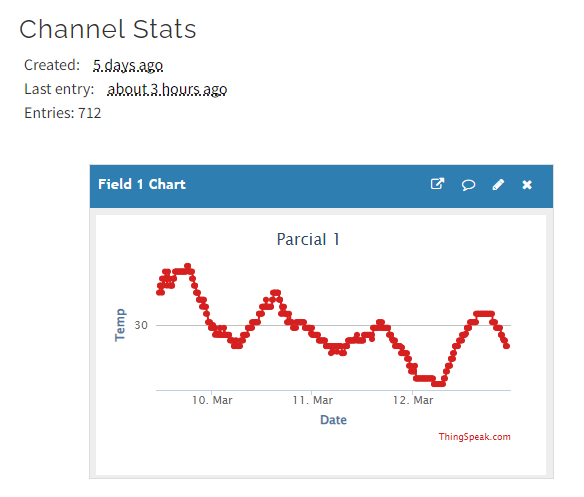 Channel Stats
Created: 5 days ago
Last entry: about 3 hours ago
Entries: 712
Field 1 Chart
Parcial 1
Temp
30
10. Mar 11. Mar 12. Mar
Date
ThingSpeak.com